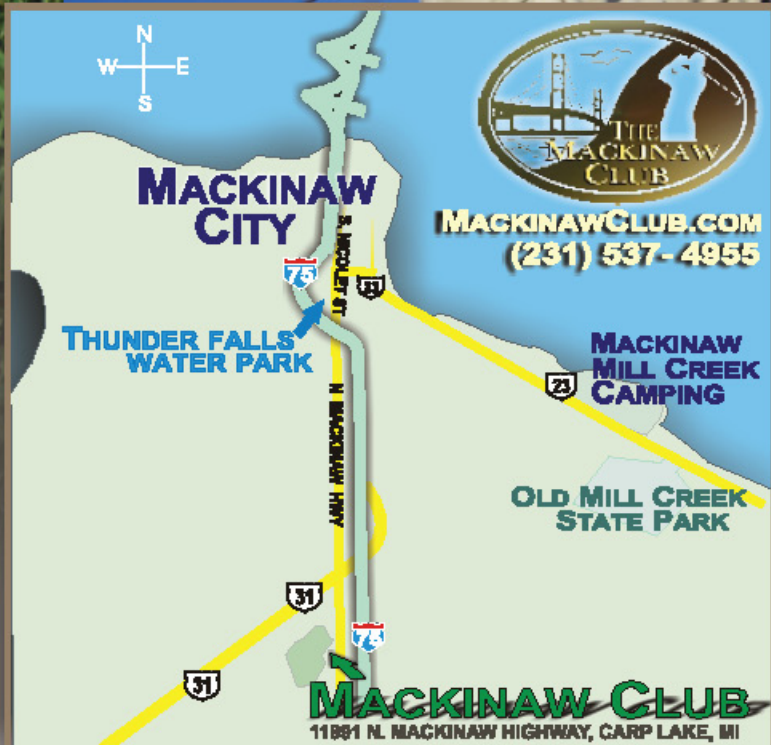 N
W E
S
THE
MACKINAW
CLUB
MACKINAWCLUB.COM
(231) 537-4955
MACKINAW
CITY
S. NICOLET ST
75
23
THUNDER FALLS
WATER PARK
MACKINAW
MILL CREEK
CAMPING
23
N MACKINAW HWY
OLD MILL CREEK
STATE PARK
31
75
31
MACKINAW CLUB
N. MACKINAW HIGHWAY, CARP LAKE, MI